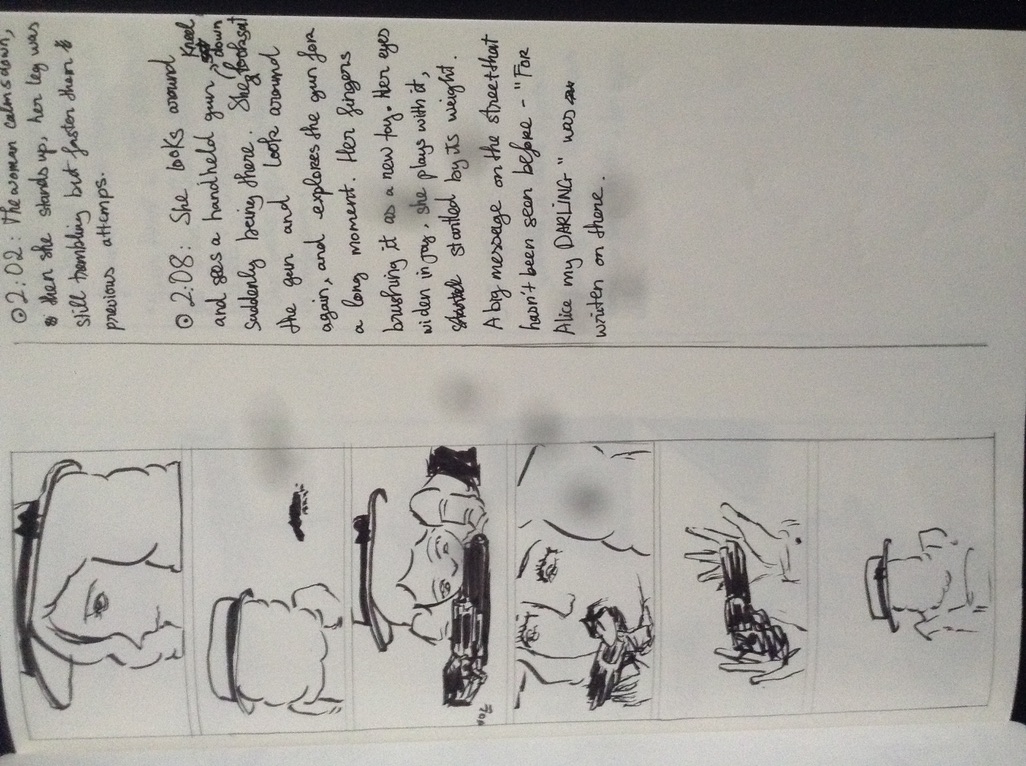 ⊙2:02: The woman calms down,
then she stands up, her leg was
still trembling but faster then
previous attemps.
⊙ 2:08: She looks around
and sees a handheld gun, kneel down
suddenly being there. She looks at
the gun and look around
again, and explores the gun for
a long moment. Her fingers
brushing it as a new toy. Her eyes
widen in joy, she plays with it,
startled by its weight.
A big message on the street that
hasn't been seen before - "FOR
Alice my DARLING" was
written on there.
FOR